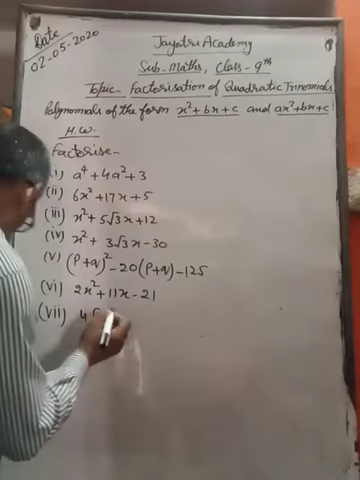 Date
02-05-2020
Jayatri Academy
Sub-Maths, Class-9th
Topic- Factorisation of Quadratic Trinomials
Polynomials of the form x²+bx+c and ax²+bx+c
H.W.
Factorise-
(i) a⁴+4a²+3
(ii) 6x²+17x+5
(iii) x²+5√3x+12
(iv) x²+3√3x-30
(v) (p+q)²-20(p+q)-125
(vi) 2x²+11x-21
(vii) 4